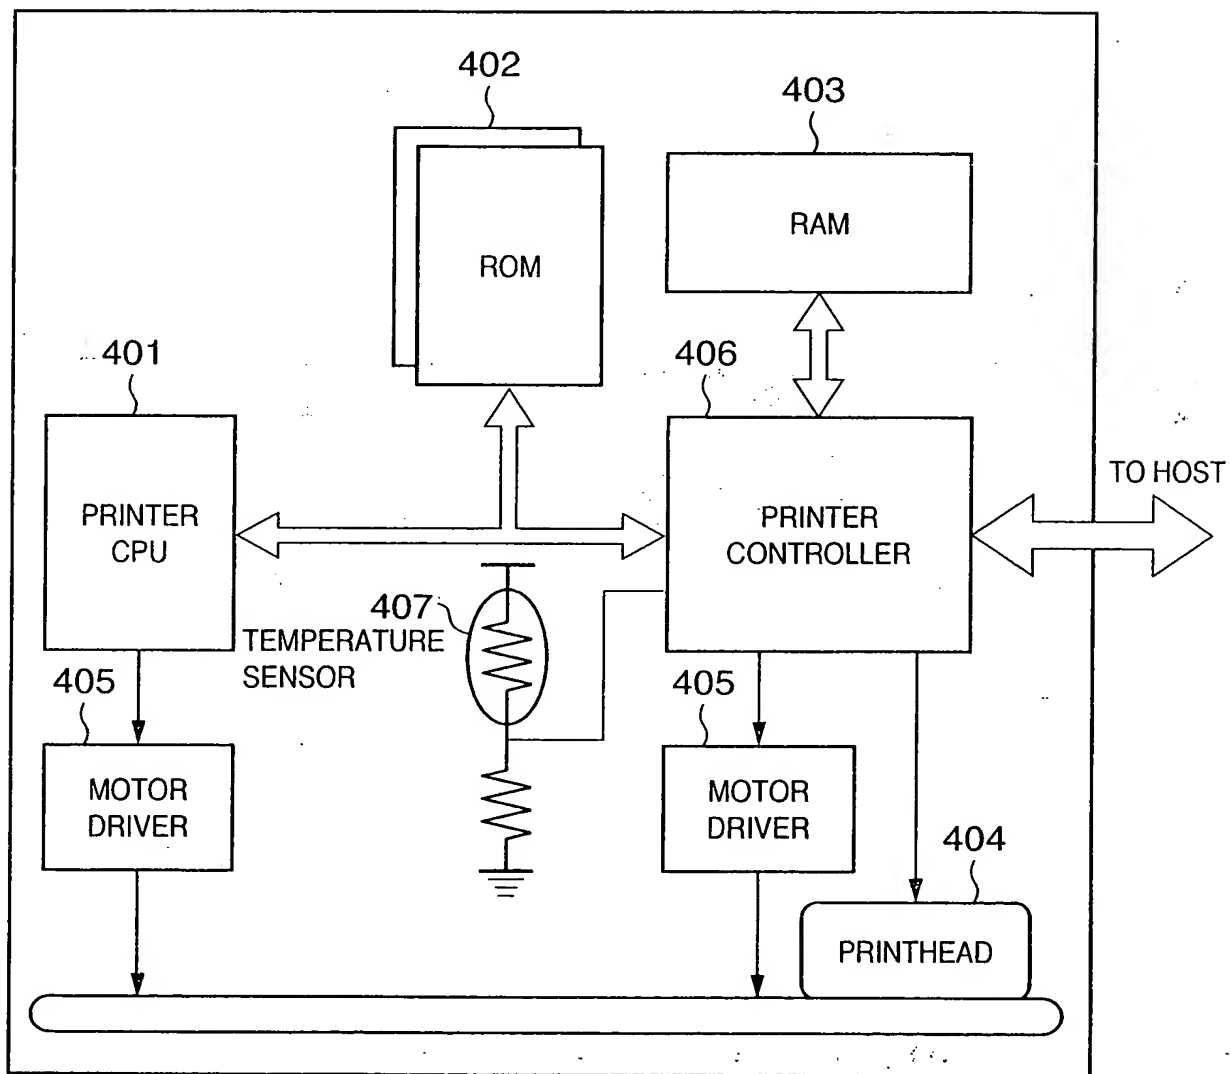 402
403
ROM
RAM
401
406
PRINTER
CPU
PRINTER
CONTROLLER
TO HOST
407
TEMPERATURE
SENSOR
405
405
MOTOR
DRIVER
MOTOR
DRIVER
404
PRINTHEAD